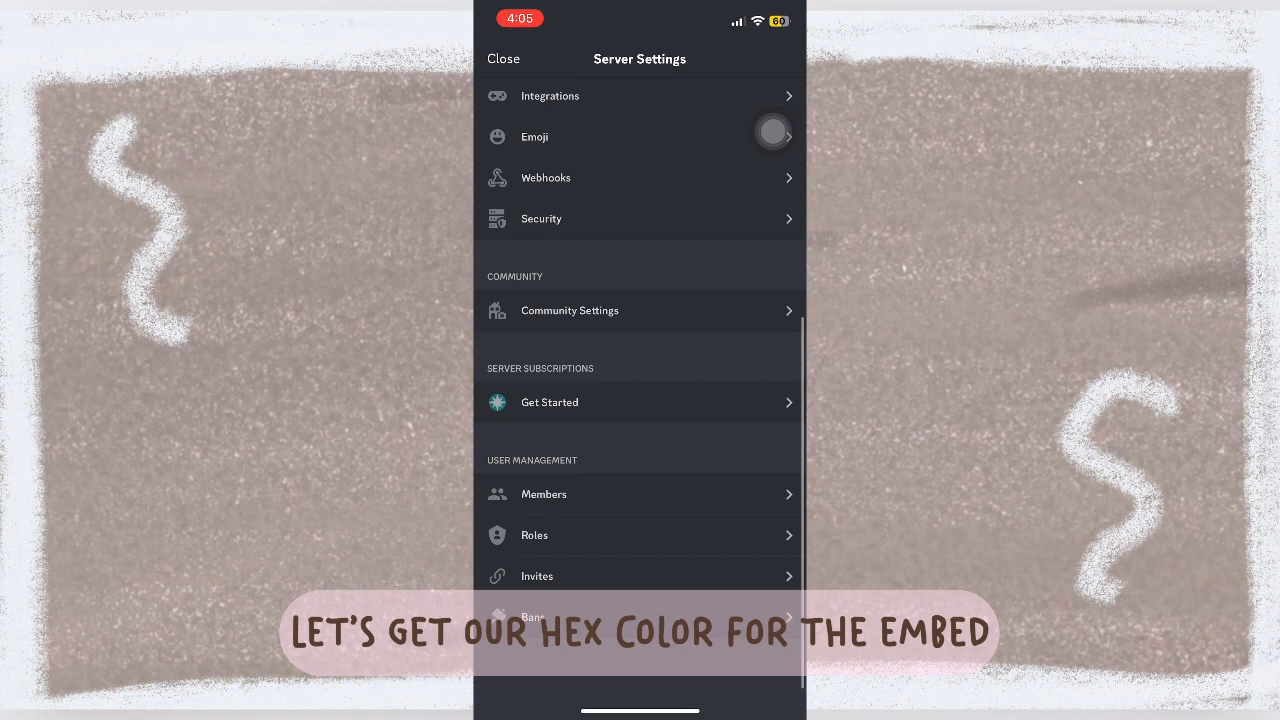 4:05
60
Close
Server Settings
Integrations
Emoji
Webhooks
Security
COMMUNITY
Community Settings
SERVER SUBSCRIPTIONS
Get Started
USER MANAGEMENT
Members
Roles
Invites
Bans
LET'S GET OUR HEX COLOR FOR THE EMBED